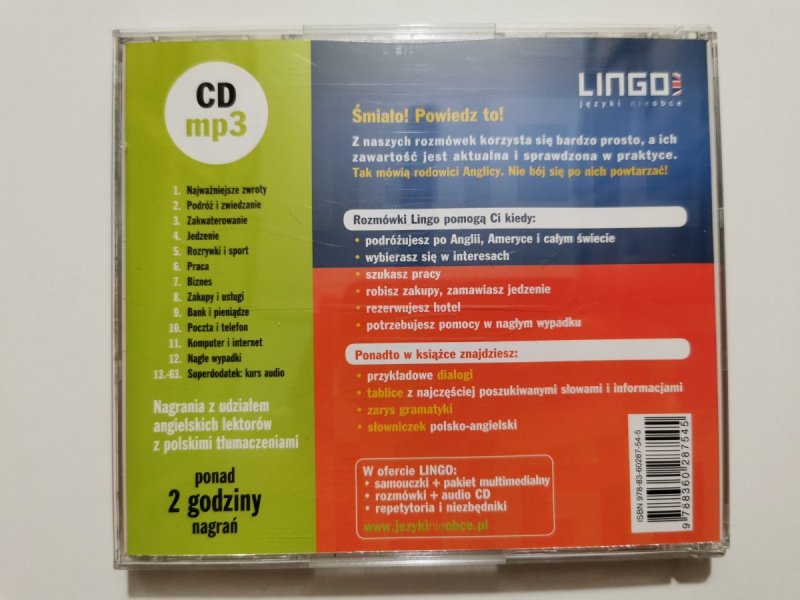 CD
mp3
1. Najważniejsze zwroty
2. Podróż i zwiedzanie
3. Zakwaterowanie
4. Jedzenie
5. Rozrywki i sport
6. Praca
7. Biznes
8. Zakupy i usługi
9. Bank i pieniądze
10. Poczta i telefon
11. Komputer i internet
12. Nagłe wypadki
13.-63. Superdodatek: kurs audio
Nagrania z udziałem
angielskich lektorów
z polskimi tłumaczeniami
ponad
2 godziny
nagrań
LINGO
języki nieobce
Śmiało! Powiedz to!
Z naszych rozmówek korzysta się bardzo prosto, a ich
zawartość jest aktualna i sprawdzona w praktyce.
Tak mówią rodowici Anglicy. Nie bój się po nich powtarzać!
Rozmówki Lingo pomogą Ci kiedy:
• podróżujesz po Anglii, Ameryce i całym świecie
• wybierasz się w interesach
• szukasz pracy
• robisz zakupy, zamawiasz jedzenie
• rezerwujesz hotel
• potrzebujesz pomocy w nagłym wypadku
Ponadto w książce znajdziesz:
• przykładowe dialogi
• tablice z najczęściej poszukiwanymi słowami i informacjami
• zarys gramatyki
• słowniczek polsko-angielski
W ofercie LINGO:
• samouczki + pakiet multimedialny
• rozmówki + audio CD
• repetytoria i niezbędniki
www.jezykinieobce.pl
ISBN 978-83-60287-54-5
9 788360 287545